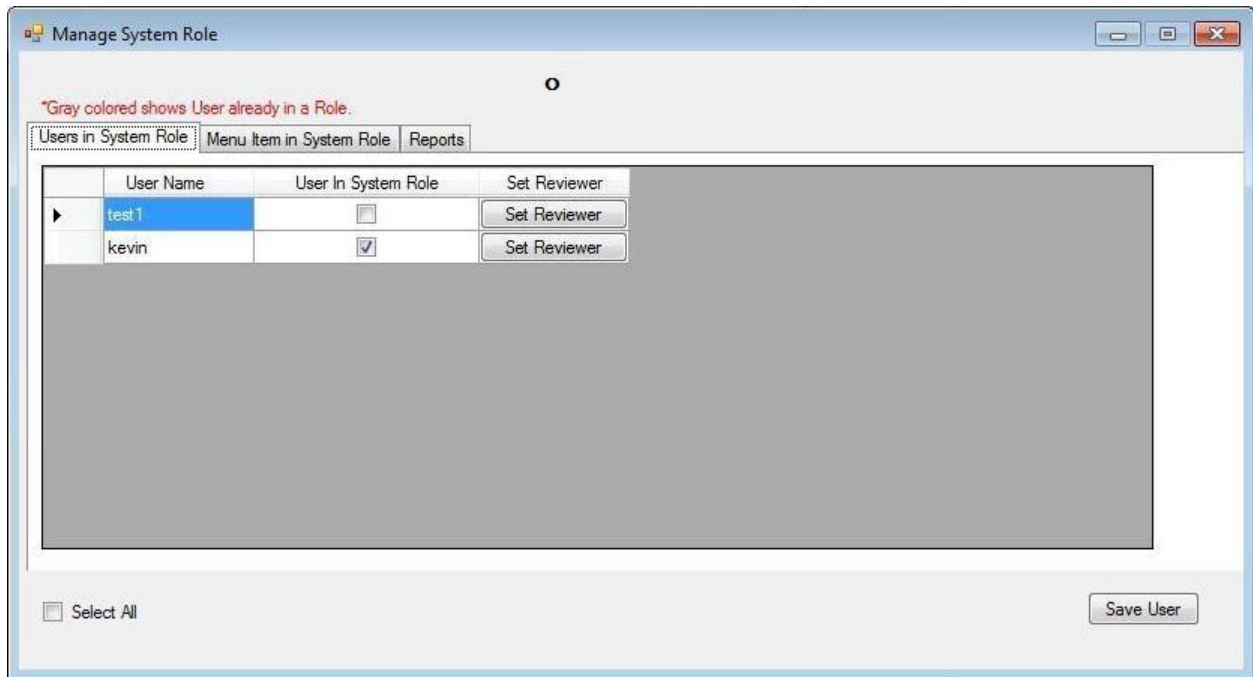 Manage System Role
o
*Gray colored shows User already in a Role.
Users in System Role Menu Item in System Role Reports
User Name User In System Role Set Reviewer
test1 Set Reviewer
kevin Set Reviewer
Select All Save User